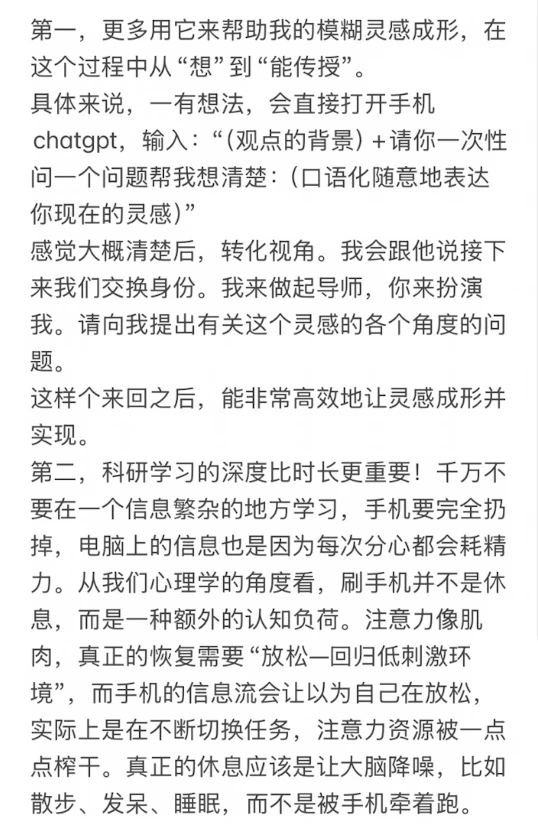 第一，更多用它来帮助我的模糊灵感成形，在
这个过程中从“想”到“能传授”。
具体来说，一有想法，会直接打开手机
chatgpt，输入：“（观点的背景）+请你一次性
问一个问题帮我想清楚：（口语化随意地表达
你现在的灵感）”
感觉大概清楚后，转化视角。我会跟他说接下
来我们交换身份。我来做起导师，你来扮演
我。请向我提出有关这个灵感的各个角度的问
题。
这样个来回之后，能非常高效地让灵感成形并
实现。
第二，科研学习的深度比时长更重要！千万不
要在一个信息繁杂的地方学习，手机要完全扔
掉，电脑上的信息也是因为每次分心都会耗精
力。从我们心理学的角度看，刷手机并不是休
息，而是一种额外的认知负荷。注意力像肌
肉，真正的恢复需要“放松—回归低刺激环
境”，而手机的信息流会让以为自己在放松，
实际上是在不断切换任务，注意力资源被一点
点榨干。真正的休息应该是让大脑降噪，比如
散步、发呆、睡眠，而不是被手机牵着跑。